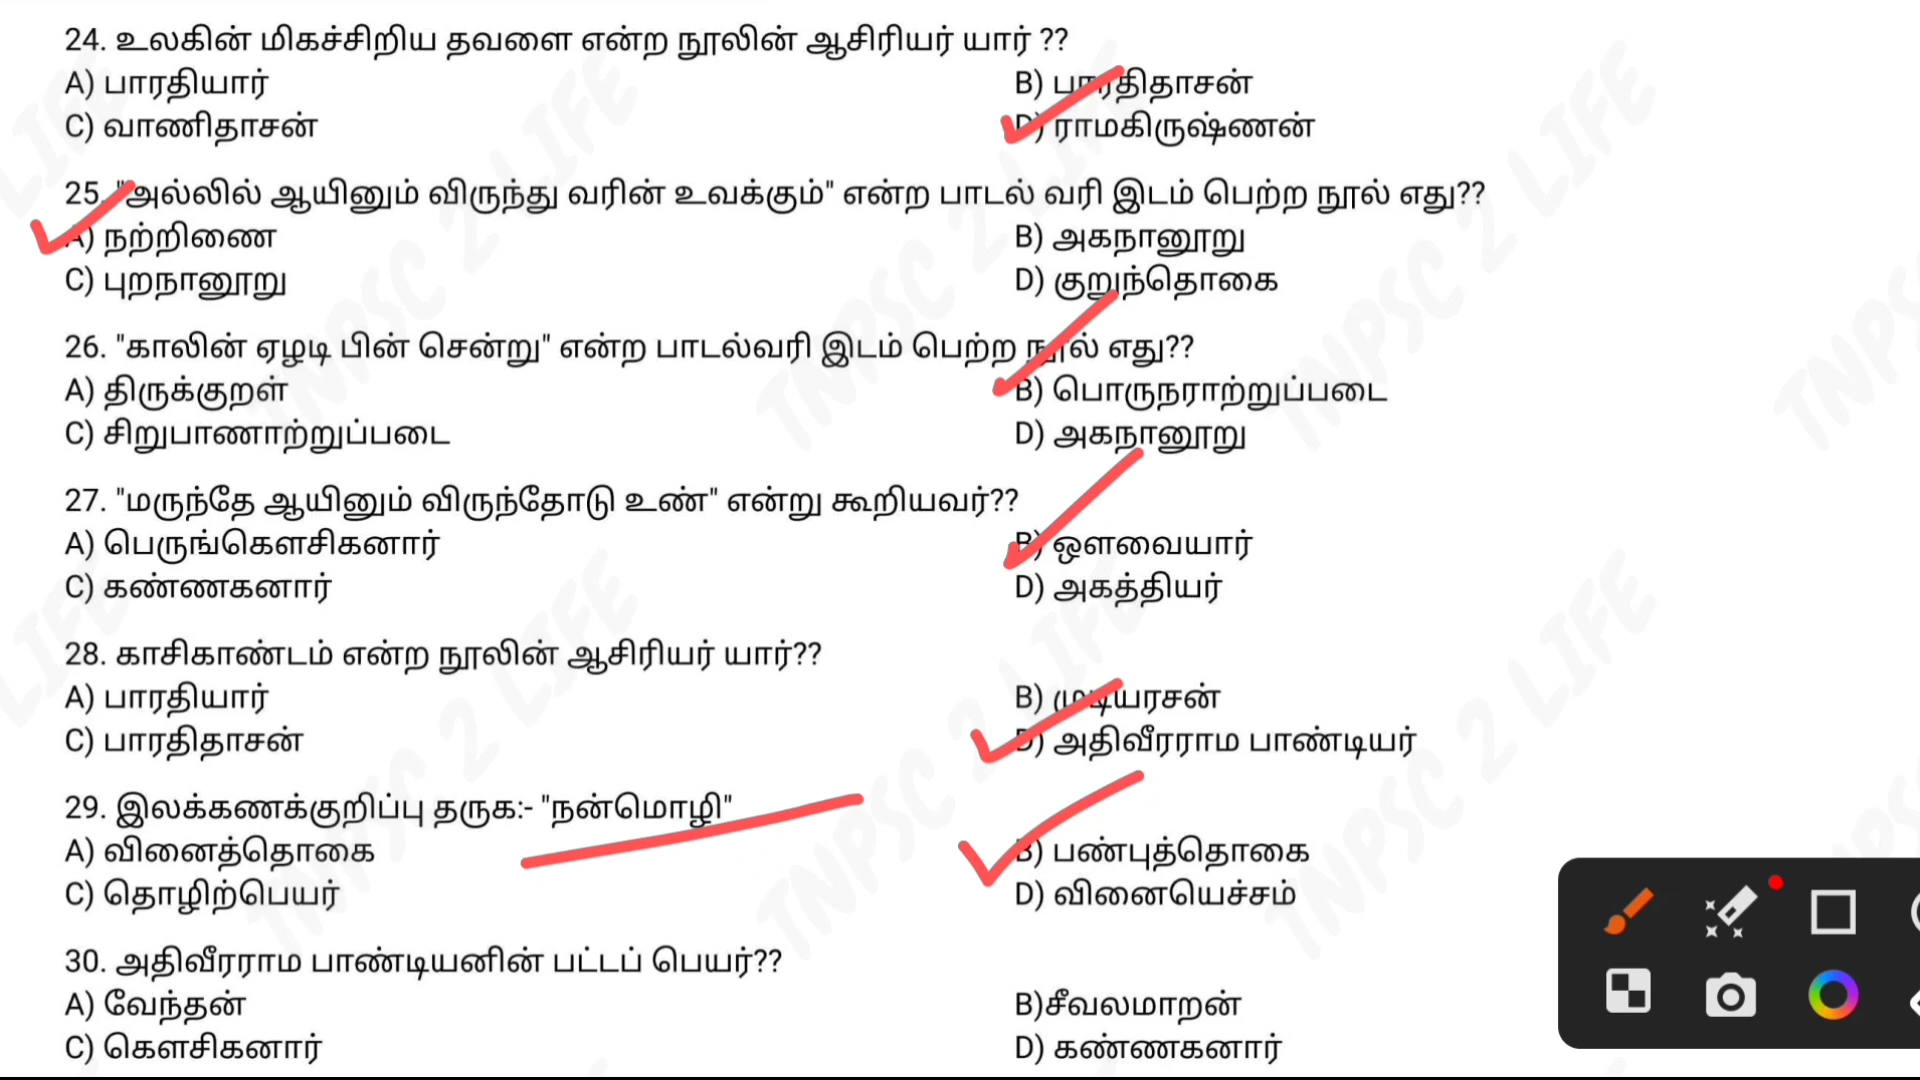 24. உலகின் மிகச்சிறிய தவளை என்ற நூலின் ஆசிரியர் யார் ??
A) பாரதியார்
B) பாரதிதாசன்
C) வாணிதாசன்
D) ராமகிருஷ்ணன்
25. "அல்லில் ஆயினும் விருந்து வரின் உவக்கும்" என்ற பாடல் வரி இடம் பெற்ற நூல் எது??
A) நற்றிணை
B) அகநானூறு
C) புறநானூறு
D) குறுந்தொகை
26. "காலின் ஏழடி பின் சென்று" என்ற பாடல்வரி இடம் பெற்ற நூல் எது??
A) திருக்குறள்
B) பொருநராற்றுப்படை
C) சிறுபாணாற்றுப்படை
D) அகநானூறு
27. "மருந்தே ஆயினும் விருந்தோடு உண்" என்று கூறியவர்??
A) பெருங்கௌசிகனார்
B) ஔவையார்
C) கண்ணகனார்
D) அகத்தியர்
28. காசிகாண்டம் என்ற நூலின் ஆசிரியர் யார்??
A) பாரதியார்
B) முடியரசன்
C) பாரதிதாசன்
D) அதிவீரராம பாண்டியர்
29. இலக்கணக்குறிப்பு தருக:- "நன்மொழி"
A) வினைத்தொகை
B) பண்புத்தொகை
C) தொழிற்பெயர்
D) வினையெச்சம்
30. அதிவீரராம பாண்டியனின் பட்டப் பெயர்??
A) வேந்தன்
B)சீவலமாறன்
C) கௌசிகனார்
D) கண்ணகனார்
TNPSC 2 LIFE